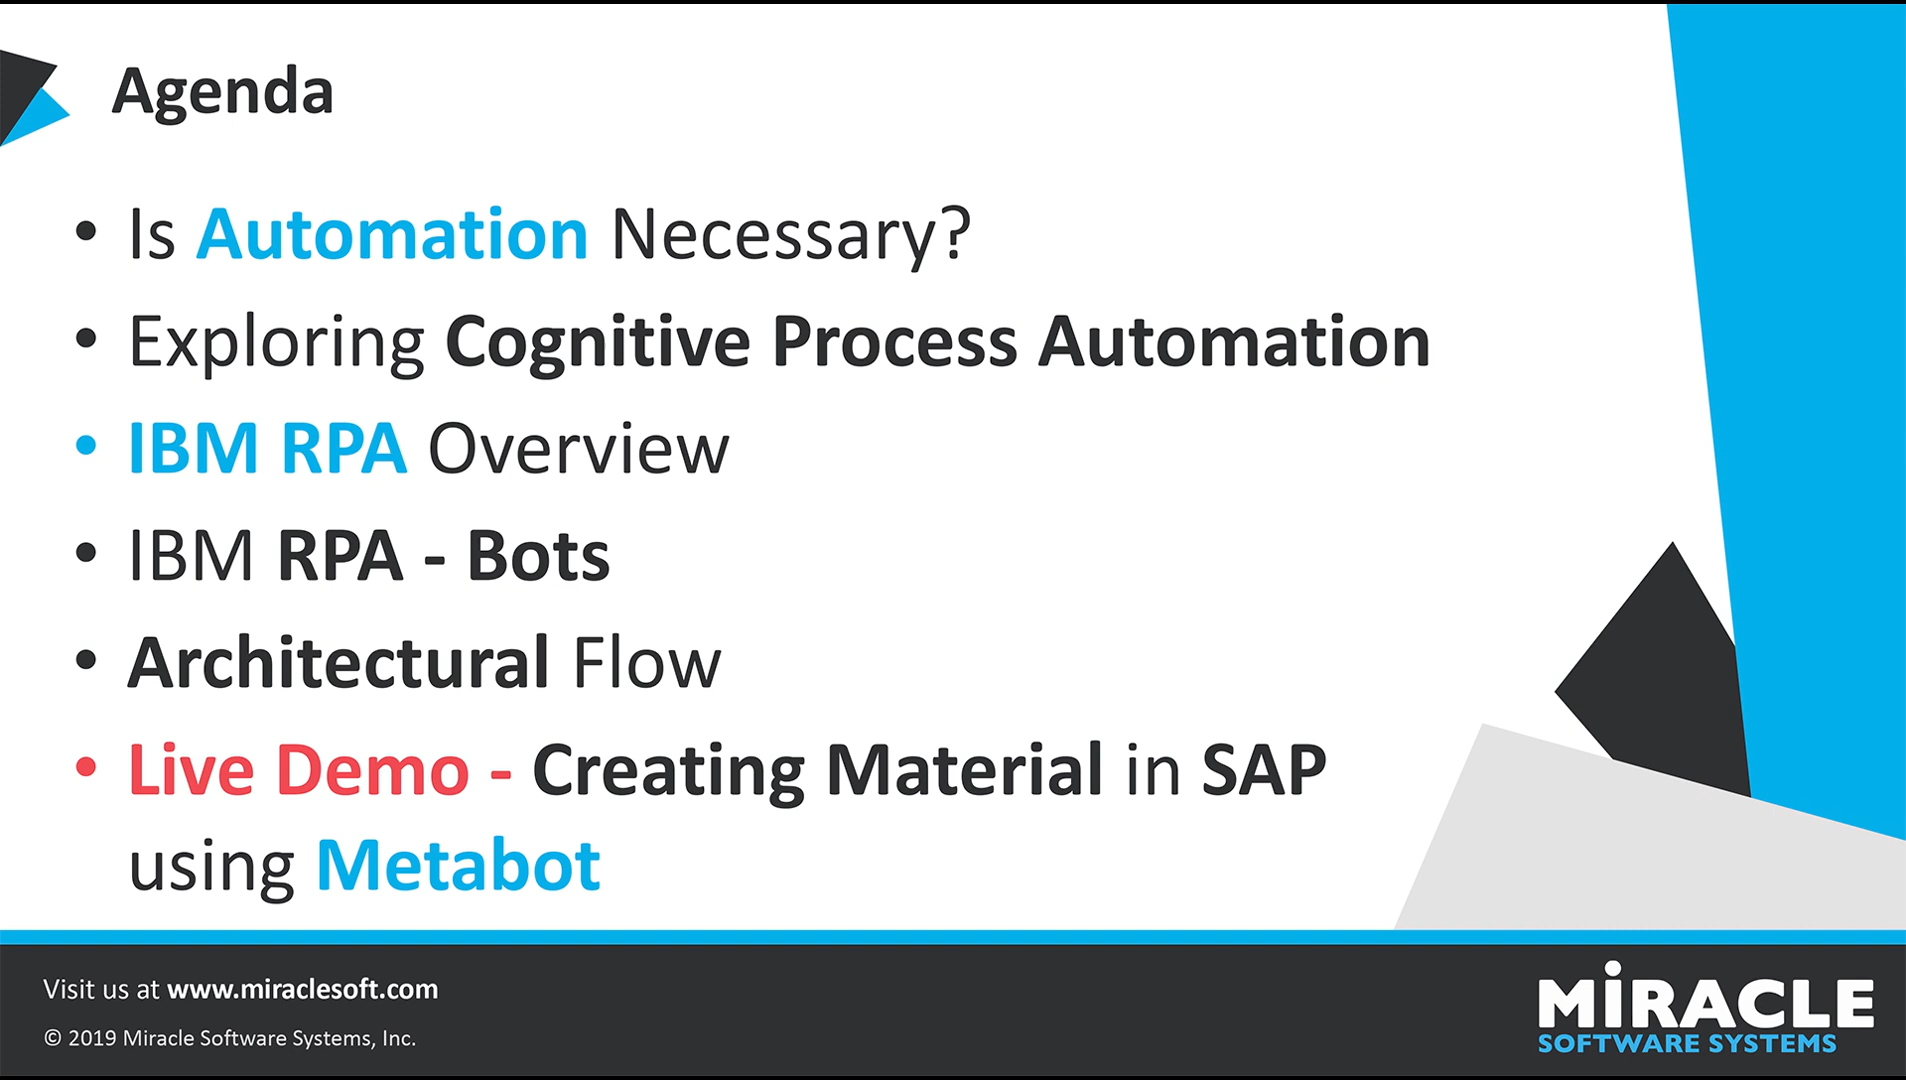 Agenda
• Is Automation Necessary?
• Exploring Cognitive Process Automation
• IBM RPA Overview
• IBM RPA - Bots
• Architectural Flow
• Live Demo - Creating Material in SAP
using Metabot
Visit us at www.miraclesoft.com
© 2019 Miracle Software Systems, Inc.
MiRACLE
SOFTWARE SYSTEMS